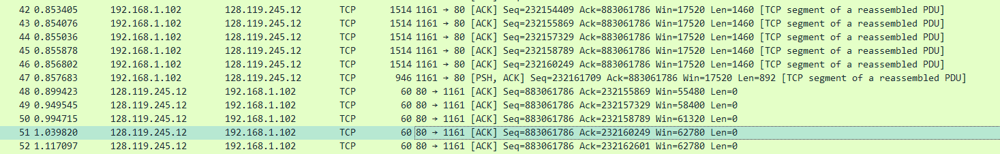 42 0.853405 192.168.1.102 128.119.245.12 TCP 1514 1161 → 80 [ACK] Seq=232154409 Ack=883061786 Win=17520 Len=1460 [TCP segment of a reassembled PDU]
43 0.854076 192.168.1.102 128.119.245.12 TCP 1514 1161 → 80 [ACK] Seq=232155869 Ack=883061786 Win=17520 Len=1460 [TCP segment of a reassembled PDU]
44 0.855036 192.168.1.102 128.119.245.12 TCP 1514 1161 → 80 [ACK] Seq=232157329 Ack=883061786 Win=17520 Len=1460 [TCP segment of a reassembled PDU]
45 0.855878 192.168.1.102 128.119.245.12 TCP 1514 1161 → 80 [ACK] Seq=232158789 Ack=883061786 Win=17520 Len=1460 [TCP segment of a reassembled PDU]
46 0.856802 192.168.1.102 128.119.245.12 TCP 1514 1161 → 80 [ACK] Seq=232160249 Ack=883061786 Win=17520 Len=1460 [TCP segment of a reassembled PDU]
47 0.857683 192.168.1.102 128.119.245.12 TCP 946 1161 → 80 [PSH, ACK] Seq=232161709 Ack=883061786 Win=17520 Len=892 [TCP segment of a reassembled PDU]
48 0.899423 128.119.245.12 192.168.1.102 TCP 60 80 → 1161 [ACK] Seq=883061786 Ack=232155869 Win=55480 Len=0
49 0.949545 128.119.245.12 192.168.1.102 TCP 60 80 → 1161 [ACK] Seq=883061786 Ack=232157329 Win=58400 Len=0
50 0.994715 128.119.245.12 192.168.1.102 TCP 60 80 → 1161 [ACK] Seq=883061786 Ack=232158789 Win=61320 Len=0
51 1.039820 128.119.245.12 192.168.1.102 TCP 60 80 → 1161 [ACK] Seq=883061786 Ack=232160249 Win=62780 Len=0
52 1.117097 128.119.245.12 192.168.1.102 TCP 60 80 → 1161 [ACK] Seq=883061786 Ack=232162601 Win=62780 Len=0